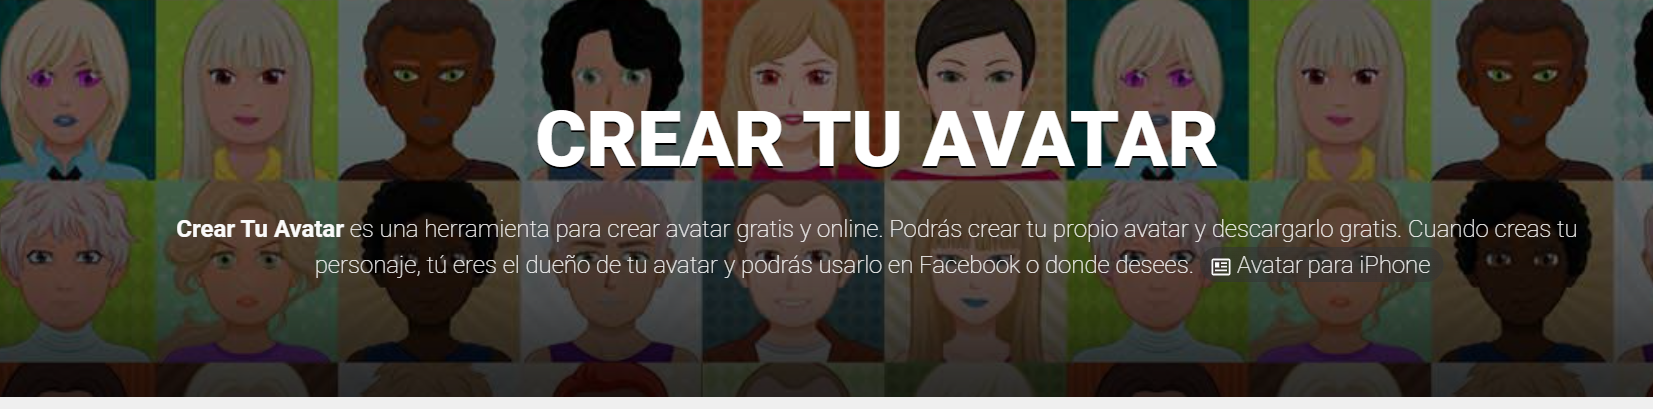 CREAR TU AVATAR
Crear Tu Avatar es una herramienta para crear avatar gratis y online. Podrás crear tu propio avatar y descargarlo gratis. Cuando creas tu
personaje, tú eres el dueño de tu avatar y podrás usarlo en Facebook o donde desees. Avatar para iPhone